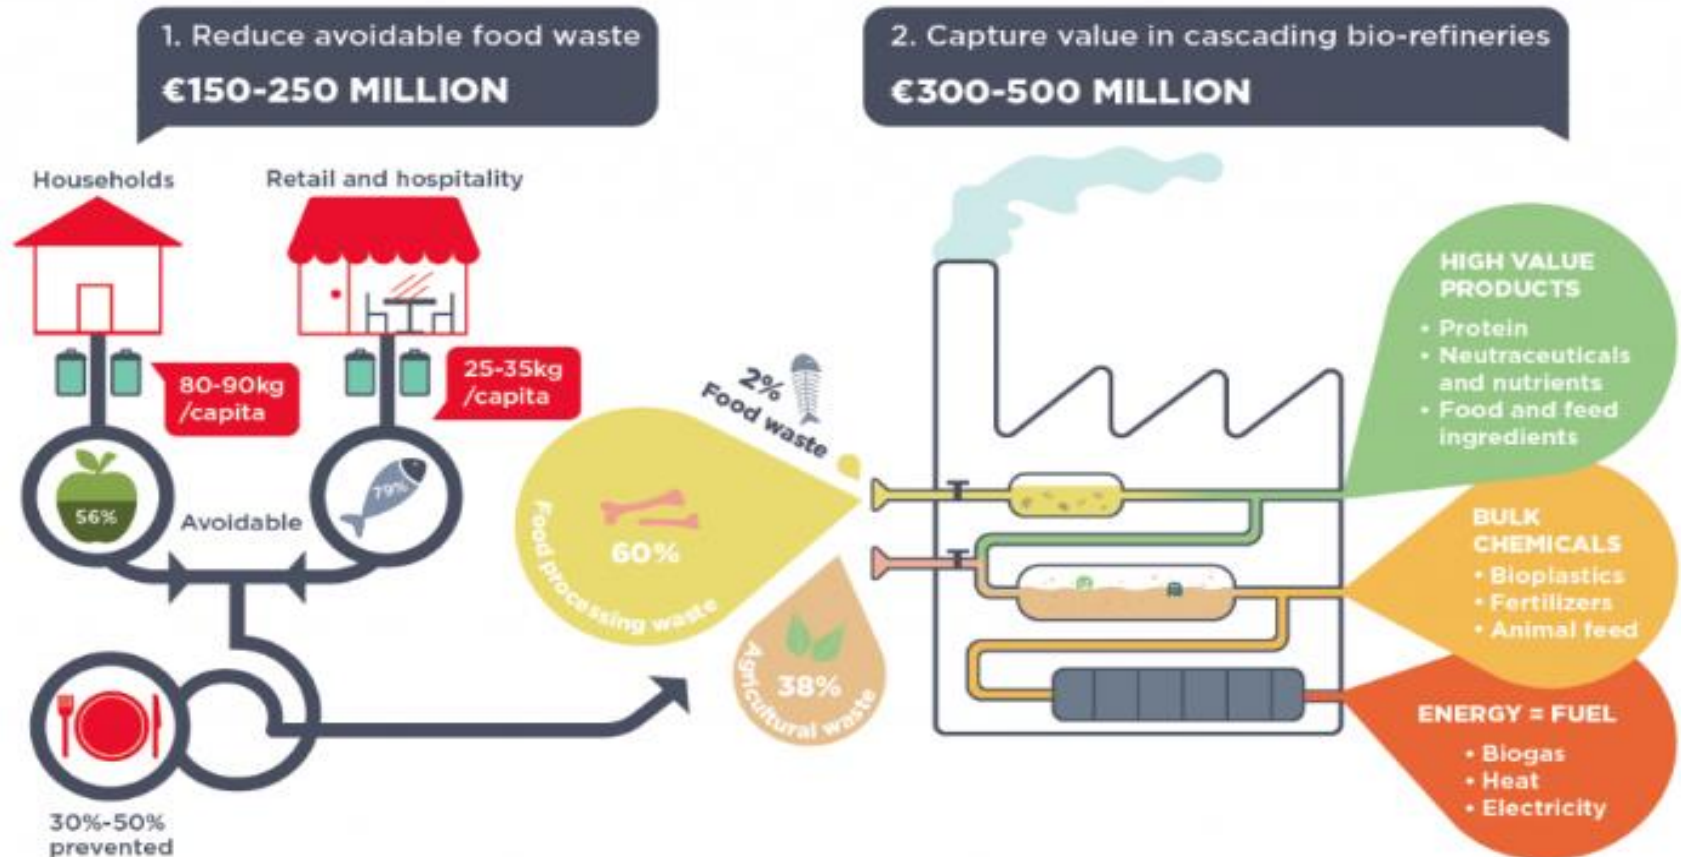 1. Reduce avoidable food waste
€150-250 MILLION
2. Capture value in cascading bio-refineries
€300-500 MILLION
Households
Retail and hospitality
80-90kg
/capita
25-35kg
/capita
56%
Avoidable
79%
30%-50%
prevented
2%
Food waste
60%
Food processing waste
38%
Agricultural waste
HIGH VALUE
PRODUCTS
• Protein
• Neutraceuticals
and nutrients
• Food and feed
ingredients
BULK
CHEMICALS
• Bioplastics
• Fertilizers
• Animal feed
ENERGY = FUEL
• Biogas
• Heat
• Electricity